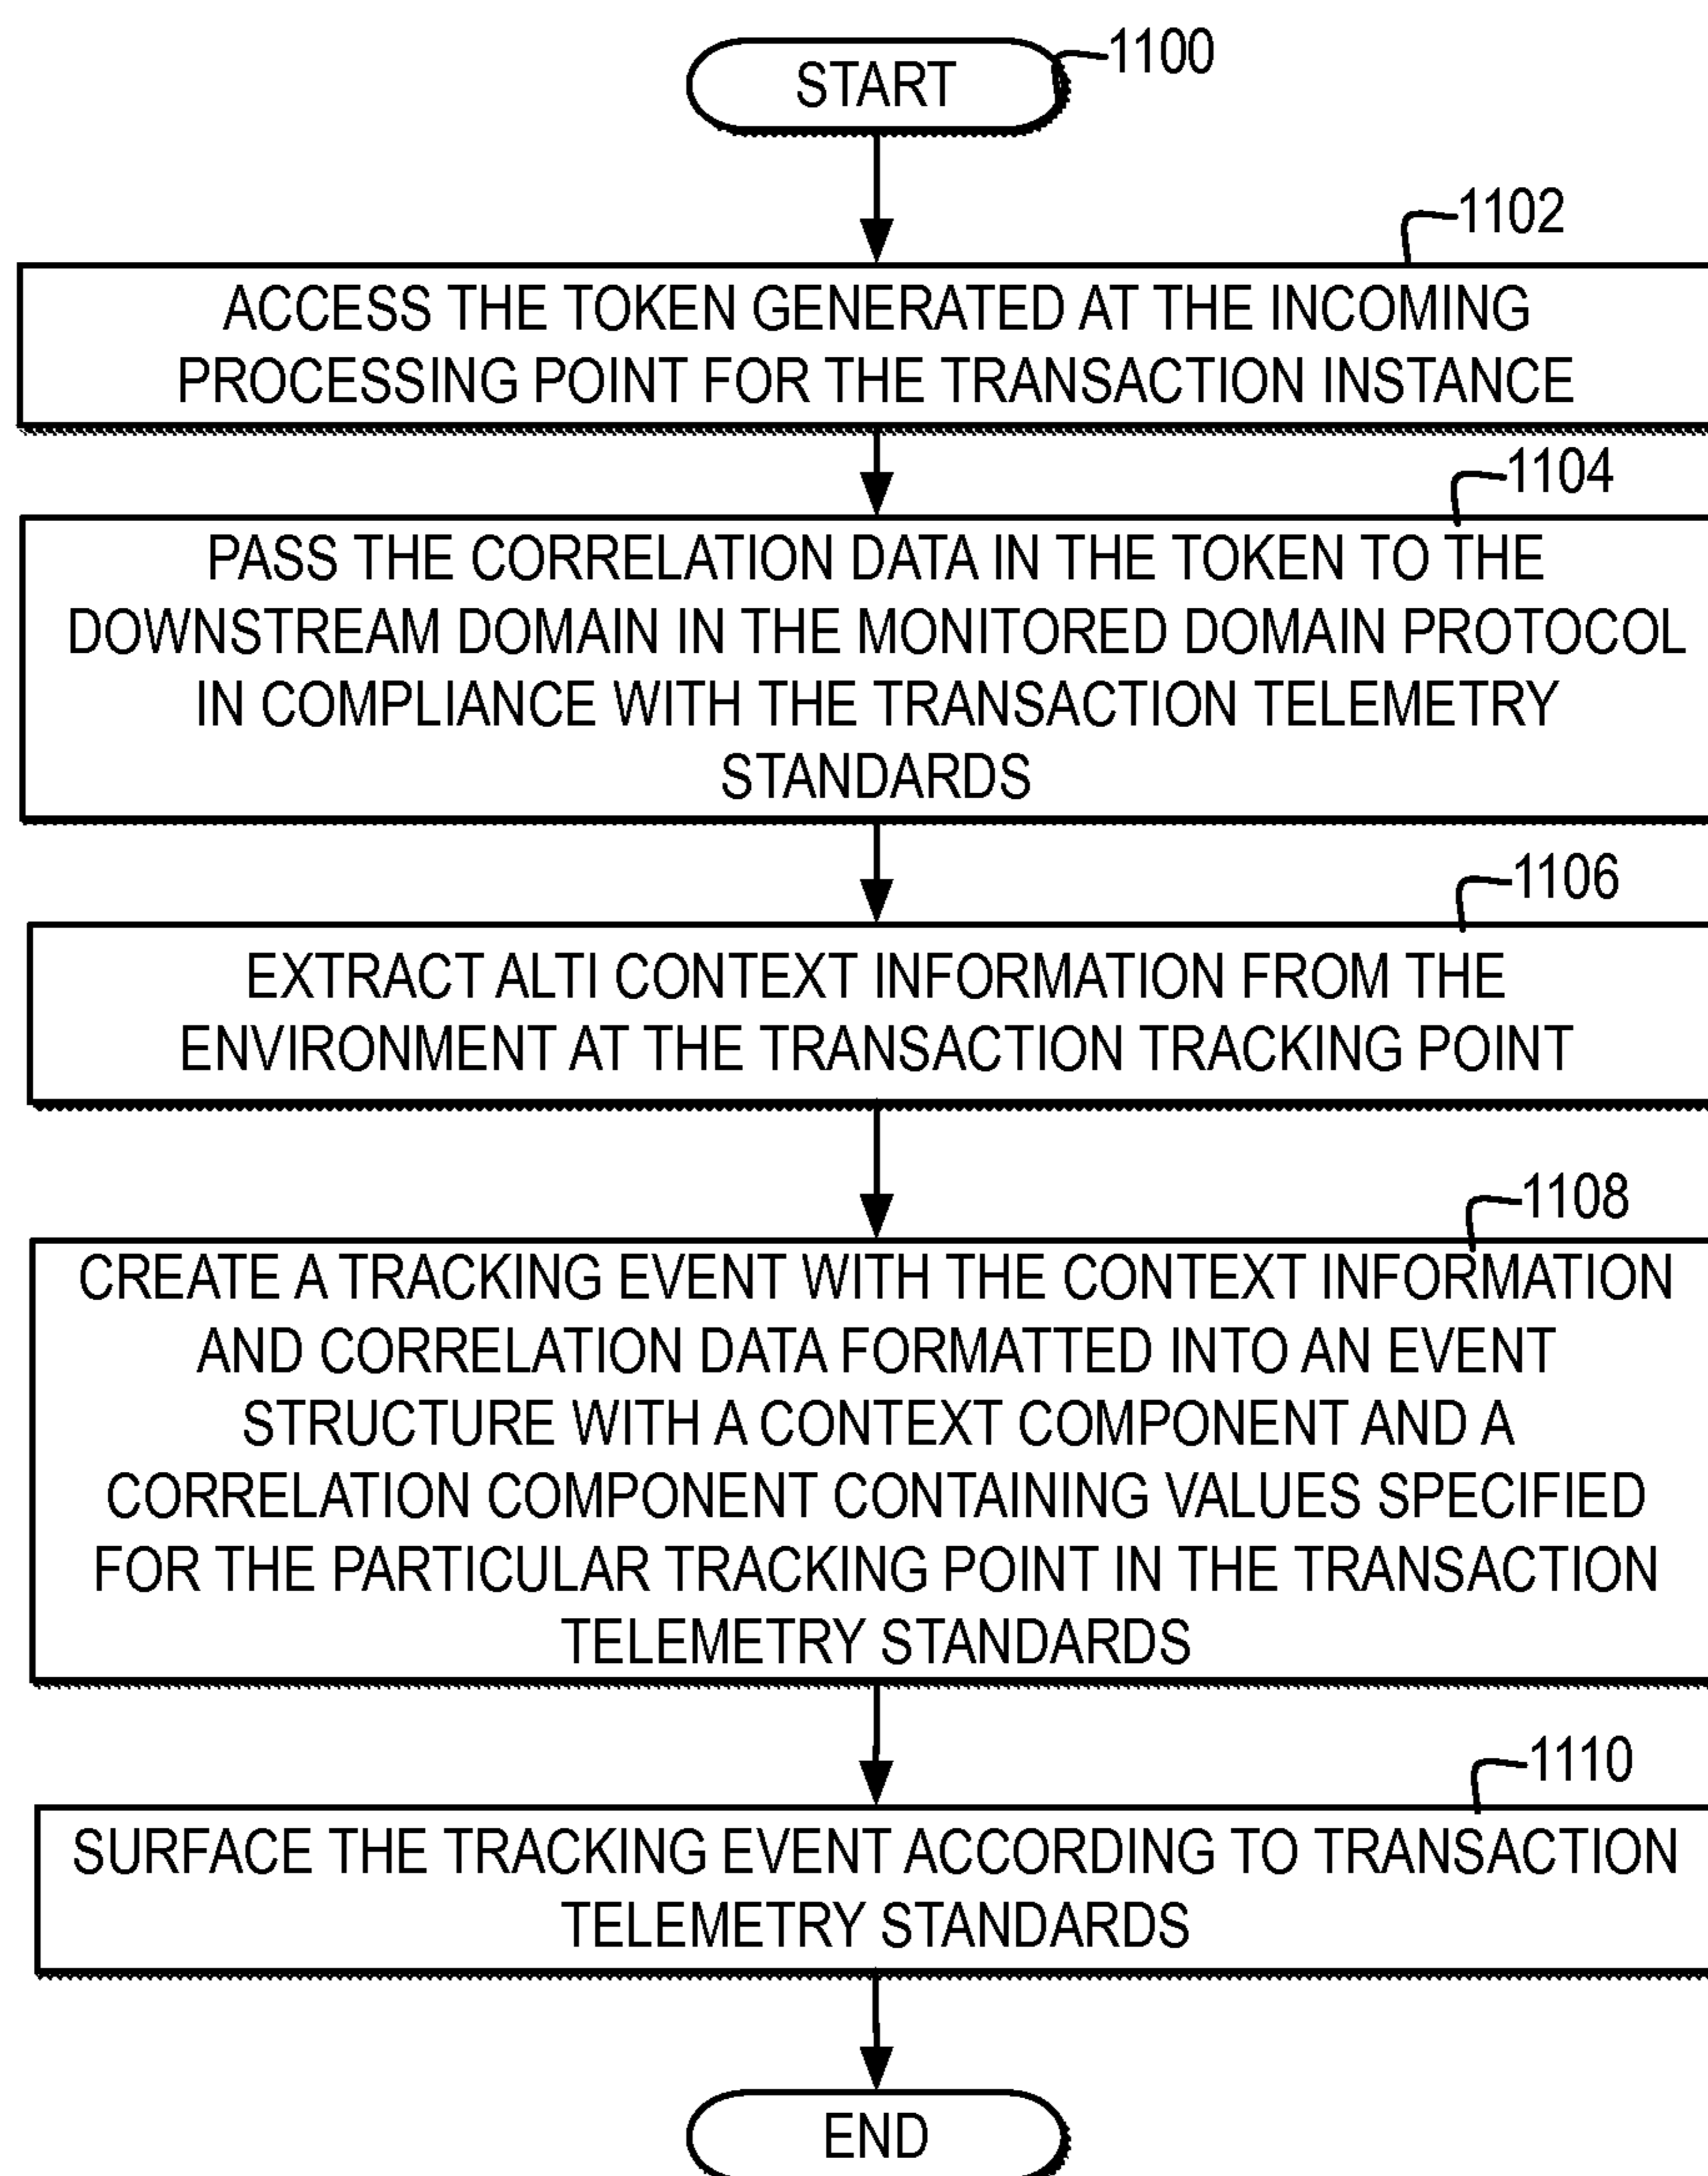 START
1100
1102
ACCESS THE TOKEN GENERATED AT THE INCOMING
PROCESSING POINT FOR THE TRANSACTION INSTANCE
1104
PASS THE CORRELATION DATA IN THE TOKEN TO THE
DOWNSTREAM DOMAIN IN THE MONITORED DOMAIN PROTOCOL
IN COMPLIANCE WITH THE TRANSACTION TELEMETRY
STANDARDS
1106
EXTRACT ALTI CONTEXT INFORMATION FROM THE
ENVIRONMENT AT THE TRANSACTION TRACKING POINT
1108
CREATE A TRACKING EVENT WITH THE CONTEXT INFORMATION
AND CORRELATION DATA FORMATTED INTO AN EVENT
STRUCTURE WITH A CONTEXT COMPONENT AND A
CORRELATION COMPONENT CONTAINING VALUES SPECIFIED
FOR THE PARTICULAR TRACKING POINT IN THE TRANSACTION
TELEMETRY STANDARDS
1110
SURFACE THE TRACKING EVENT ACCORDING TO TRANSACTION
TELEMETRY STANDARDS
END